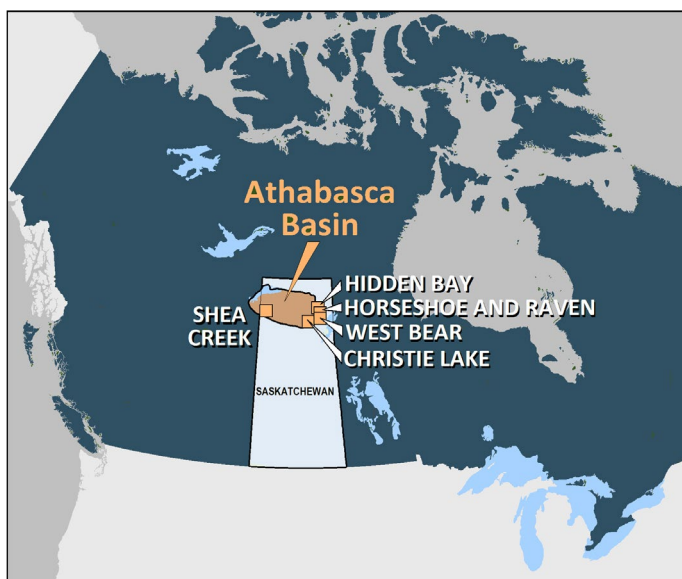 Athabasca
Basin
HIDDEN BAY
HORSESHOE AND RAVEN
WEST BEAR
CHRISTIE LAKE
SHEA
CREEK
SASKATCHEWAN